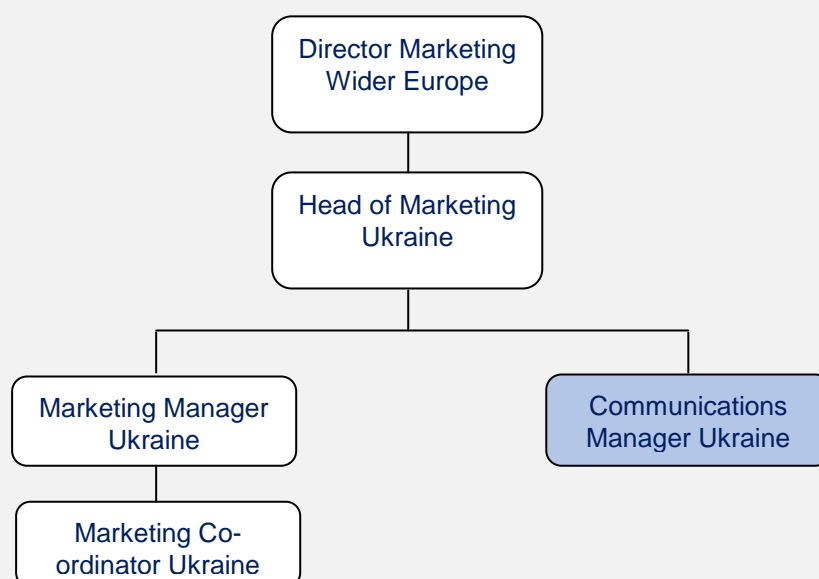 Director Marketing
Wider Europe
Head of Marketing
Ukraine
Marketing Manager
Ukraine
Communications
Manager Ukraine
Marketing Co-
ordinator Ukraine